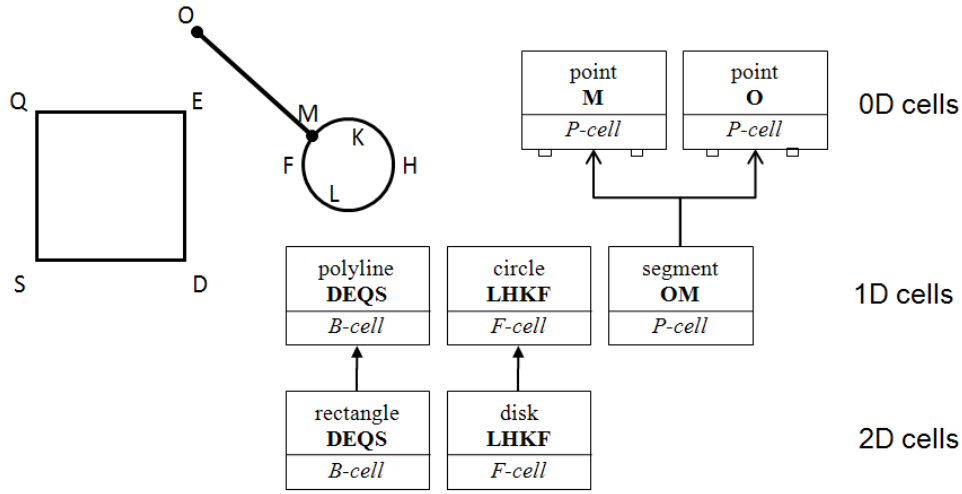 O
Q
E
M
K
F
H
L
S
D
point
M
P-cell
point
O
P-cell
0D cells
polyline
DEQS
B-cell
circle
LHKF
F-cell
segment
OM
P-cell
1D cells
rectangle
DEQS
B-cell
disk
LHKF
F-cell
2D cells